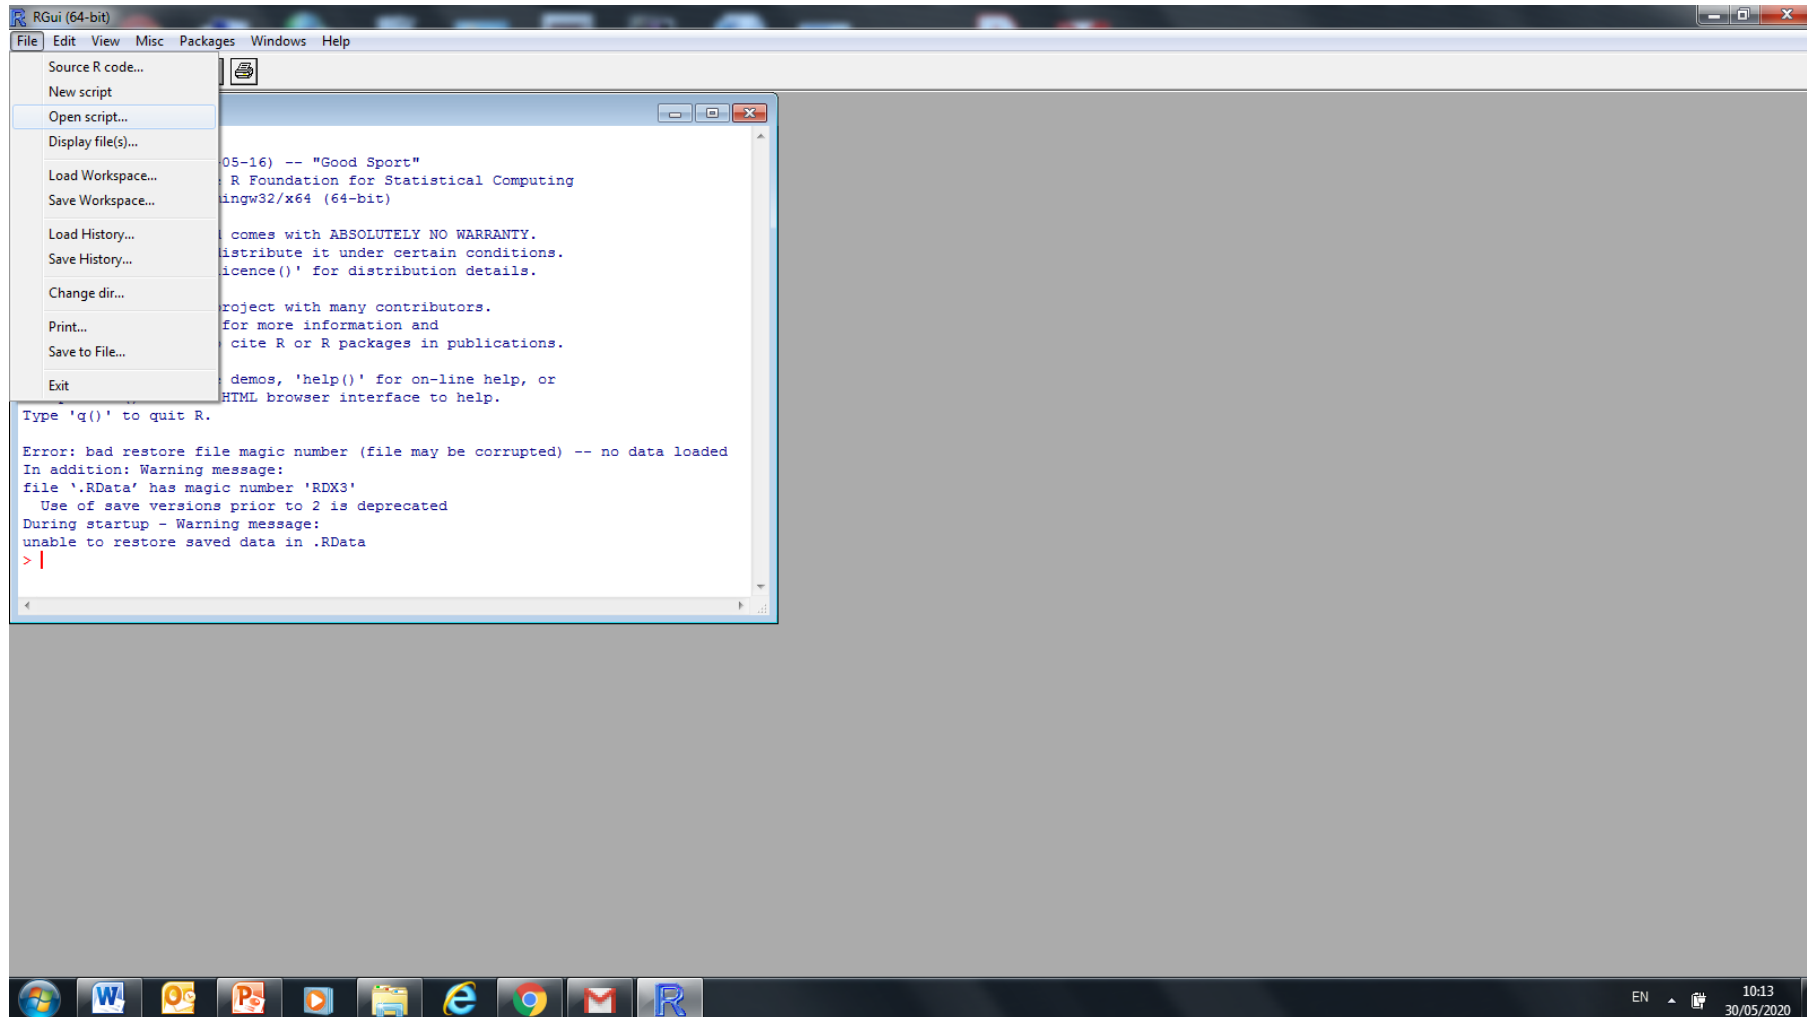 RGui (64-bit)
File Edit View Misc Packages Windows Help
Source R code...
New script
Open script...
Display file(s)...
Load Workspace...
Save Workspace...
Load History...
Save History...
Change dir...
Print...
Save to File...
Exit
05-16) -- "Good Sport"
R Foundation for Statistical Computing
ingw32/x64 (64-bit)
comes with ABSOLUTELY NO WARRANTY.
istribute it under certain conditions.
icence()' for distribution details.
roject with many contributors.
for more information and
cite R or R packages in publications.
demos, 'help()' for on-line help, or
HTML browser interface to help.
Type 'q()' to quit R.
Error: bad restore file magic number (file may be corrupted) -- no data loaded
In addition: Warning message:
file ‘.RData’ has magic number 'RDX3'
Use of save versions prior to 2 is deprecated
During startup - Warning message:
unable to restore saved data in .RData
>
EN
10:13
30/05/2020